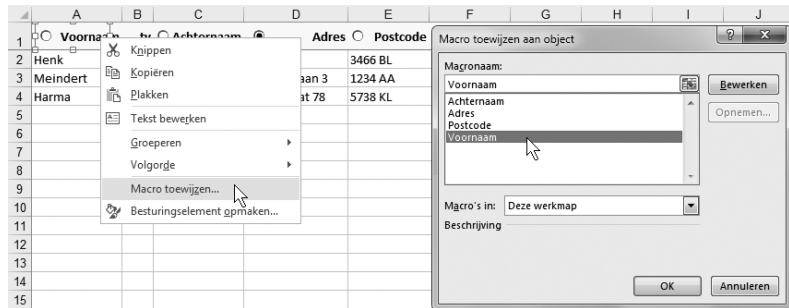 A B C D E F G H I J
1 Voornaam tv Achternaam Adres Postcode
2 Henk 3466 BL
3 Meindert aan 3 1234 AA
4 Harma at 78 5738 KL
5
6
7
8
9
10
11
12
13
14
15
Knippen
Kopiëren
Plakken
Tekst bewerken
Groeperen
Volgorde
Macro toewijzen...
Besturingselement opmaken...
Macro toewijzen aan object
Macronaam:
Voornaam
Bewerken
Opnemen...
Achternaam
Adres
Postcode
Voornaam
Macro's in: Deze werkmap
Beschrijving
OK Annuleren